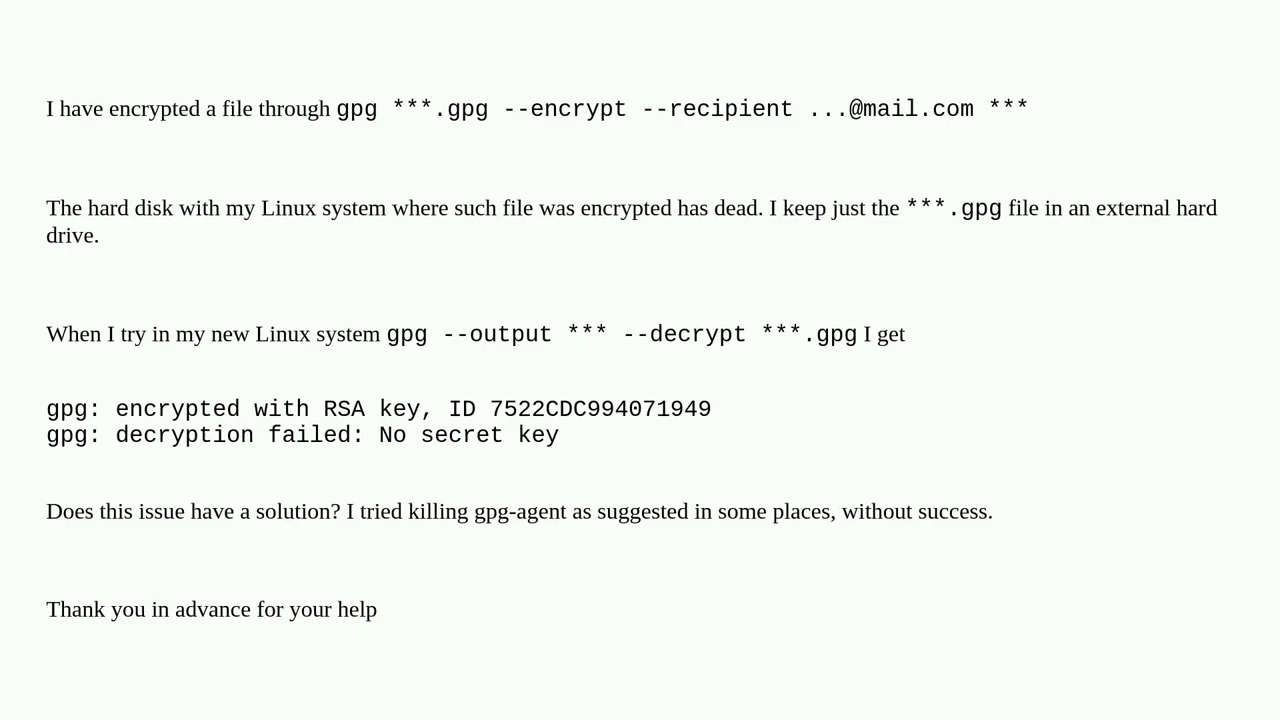 I have encrypted a file through gpg ***.gpg --encrypt --recipient ...@mail.com ***
The hard disk with my Linux system where such file was encrypted has dead. I keep just the ***.gpg file in an external hard
drive.
When I try in my new Linux system gpg --output *** --decrypt ***.gpg I get
gpg: encrypted with RSA key, ID 7522CDC994071949
gpg: decryption failed: No secret key
Does this issue have a solution? I tried killing gpg-agent as suggested in some places, without success.
Thank you in advance for your help